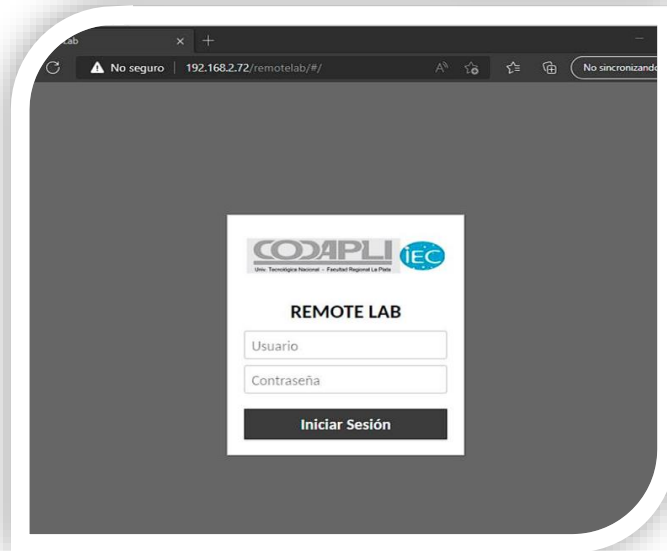 Lab
No seguro | 192.168.2.72/remotelab/#/
No sincronizando
CODAPLI iEC
Univ. Tecnológica Nacional - Facultad Regional La Plata
REMOTE LAB
Usuario
Contraseña
Iniciar Sesión